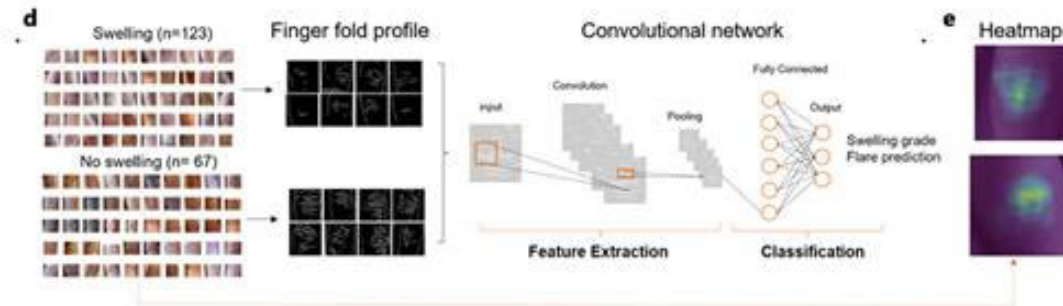 d
Swelling (n=123)
No swelling (n= 67)
Finger fold profile
Convolutional network
input
Convolution
Pooling
Fully Connected
Output
Swelling grade
Flare prediction
Feature Extraction
Classification
e
Heatmap